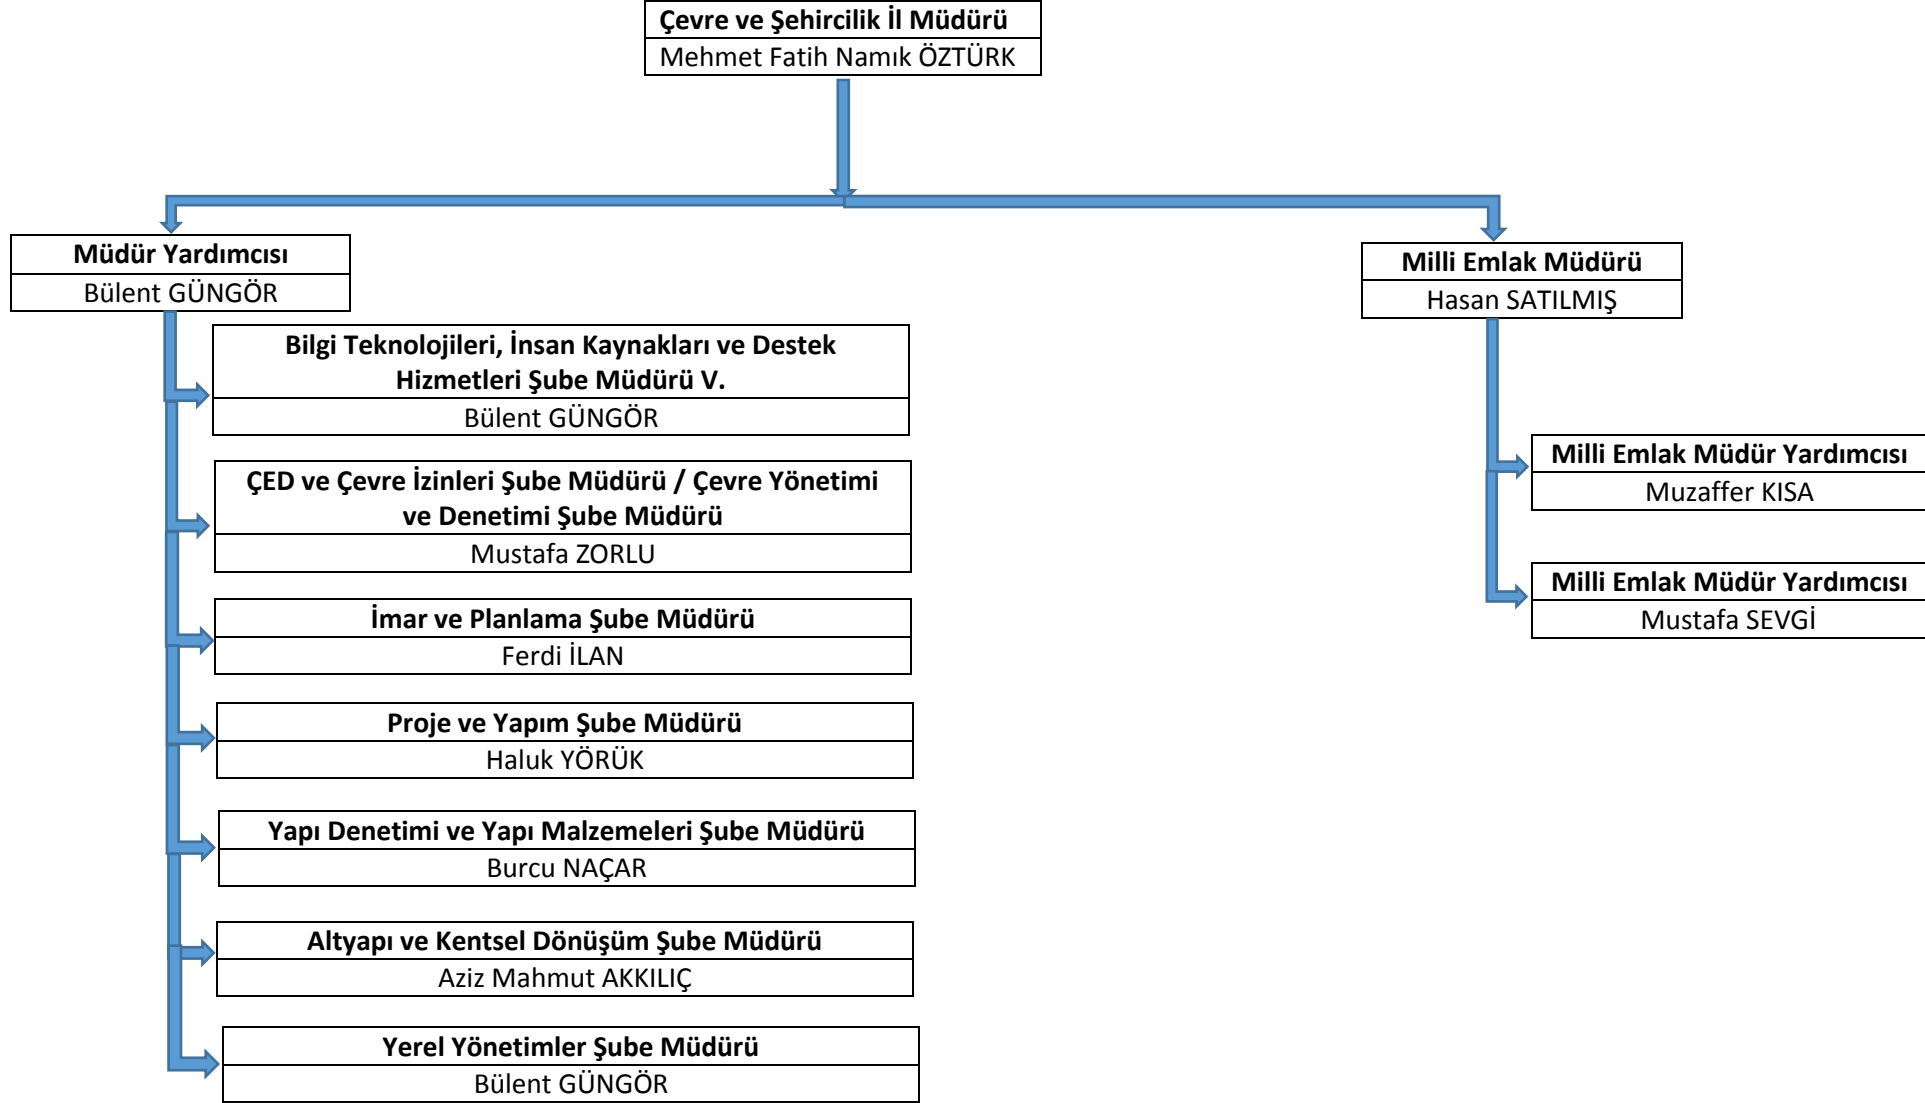 Çevre ve Şehircilik İl Müdürü
Mehmet Fatih Namık ÖZTÜRK
Müdür Yardımcısı
Bülent GÜNGÖR
Bilgi Teknolojileri, İnsan Kaynakları ve Destek
Hizmetleri Şube Müdürü V.
Bülent GÜNGÖR
ÇED ve Çevre İzinleri Şube Müdürü / Çevre Yönetimi
ve Denetimi Şube Müdürü
Mustafa ZORLU
İmar ve Planlama Şube Müdürü
Ferdi İLAN
Proje ve Yapım Şube Müdürü
Haluk YÖRÜK
Yapı Denetimi ve Yapı Malzemeleri Şube Müdürü
Burcu NAÇAR
Altyapı ve Kentsel Dönüşüm Şube Müdürü
Aziz Mahmut AKKILIÇ
Yerel Yönetimler Şube Müdürü
Bülent GÜNGÖR
Milli Emlak Müdürü
Hasan SATILMIŞ
Milli Emlak Müdür Yardımcısı
Muzaffer KISA
Milli Emlak Müdür Yardımcısı
Mustafa SEVGİ